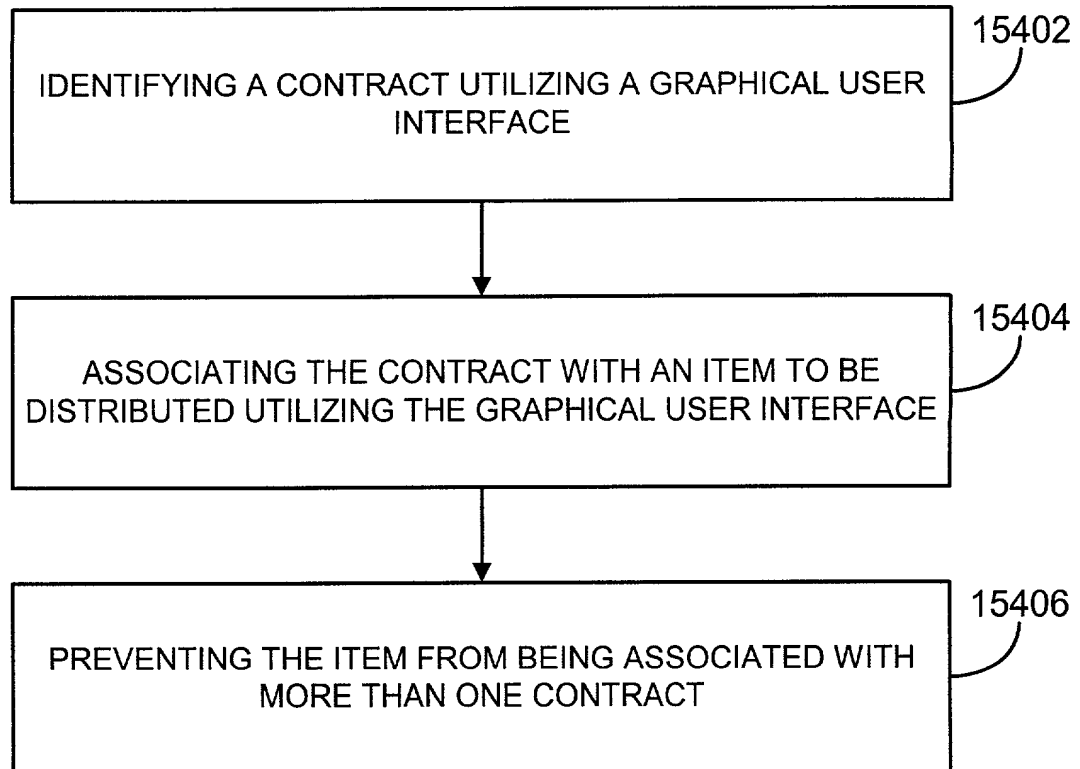 15402
IDENTIFYING A CONTRACT UTILIZING A GRAPHICAL USER
INTERFACE
15404
ASSOCIATING THE CONTRACT WITH AN ITEM TO BE
DISTRIBUTED UTILIZING THE GRAPHICAL USER INTERFACE
15406
PREVENTING THE ITEM FROM BEING ASSOCIATED WITH
MORE THAN ONE CONTRACT